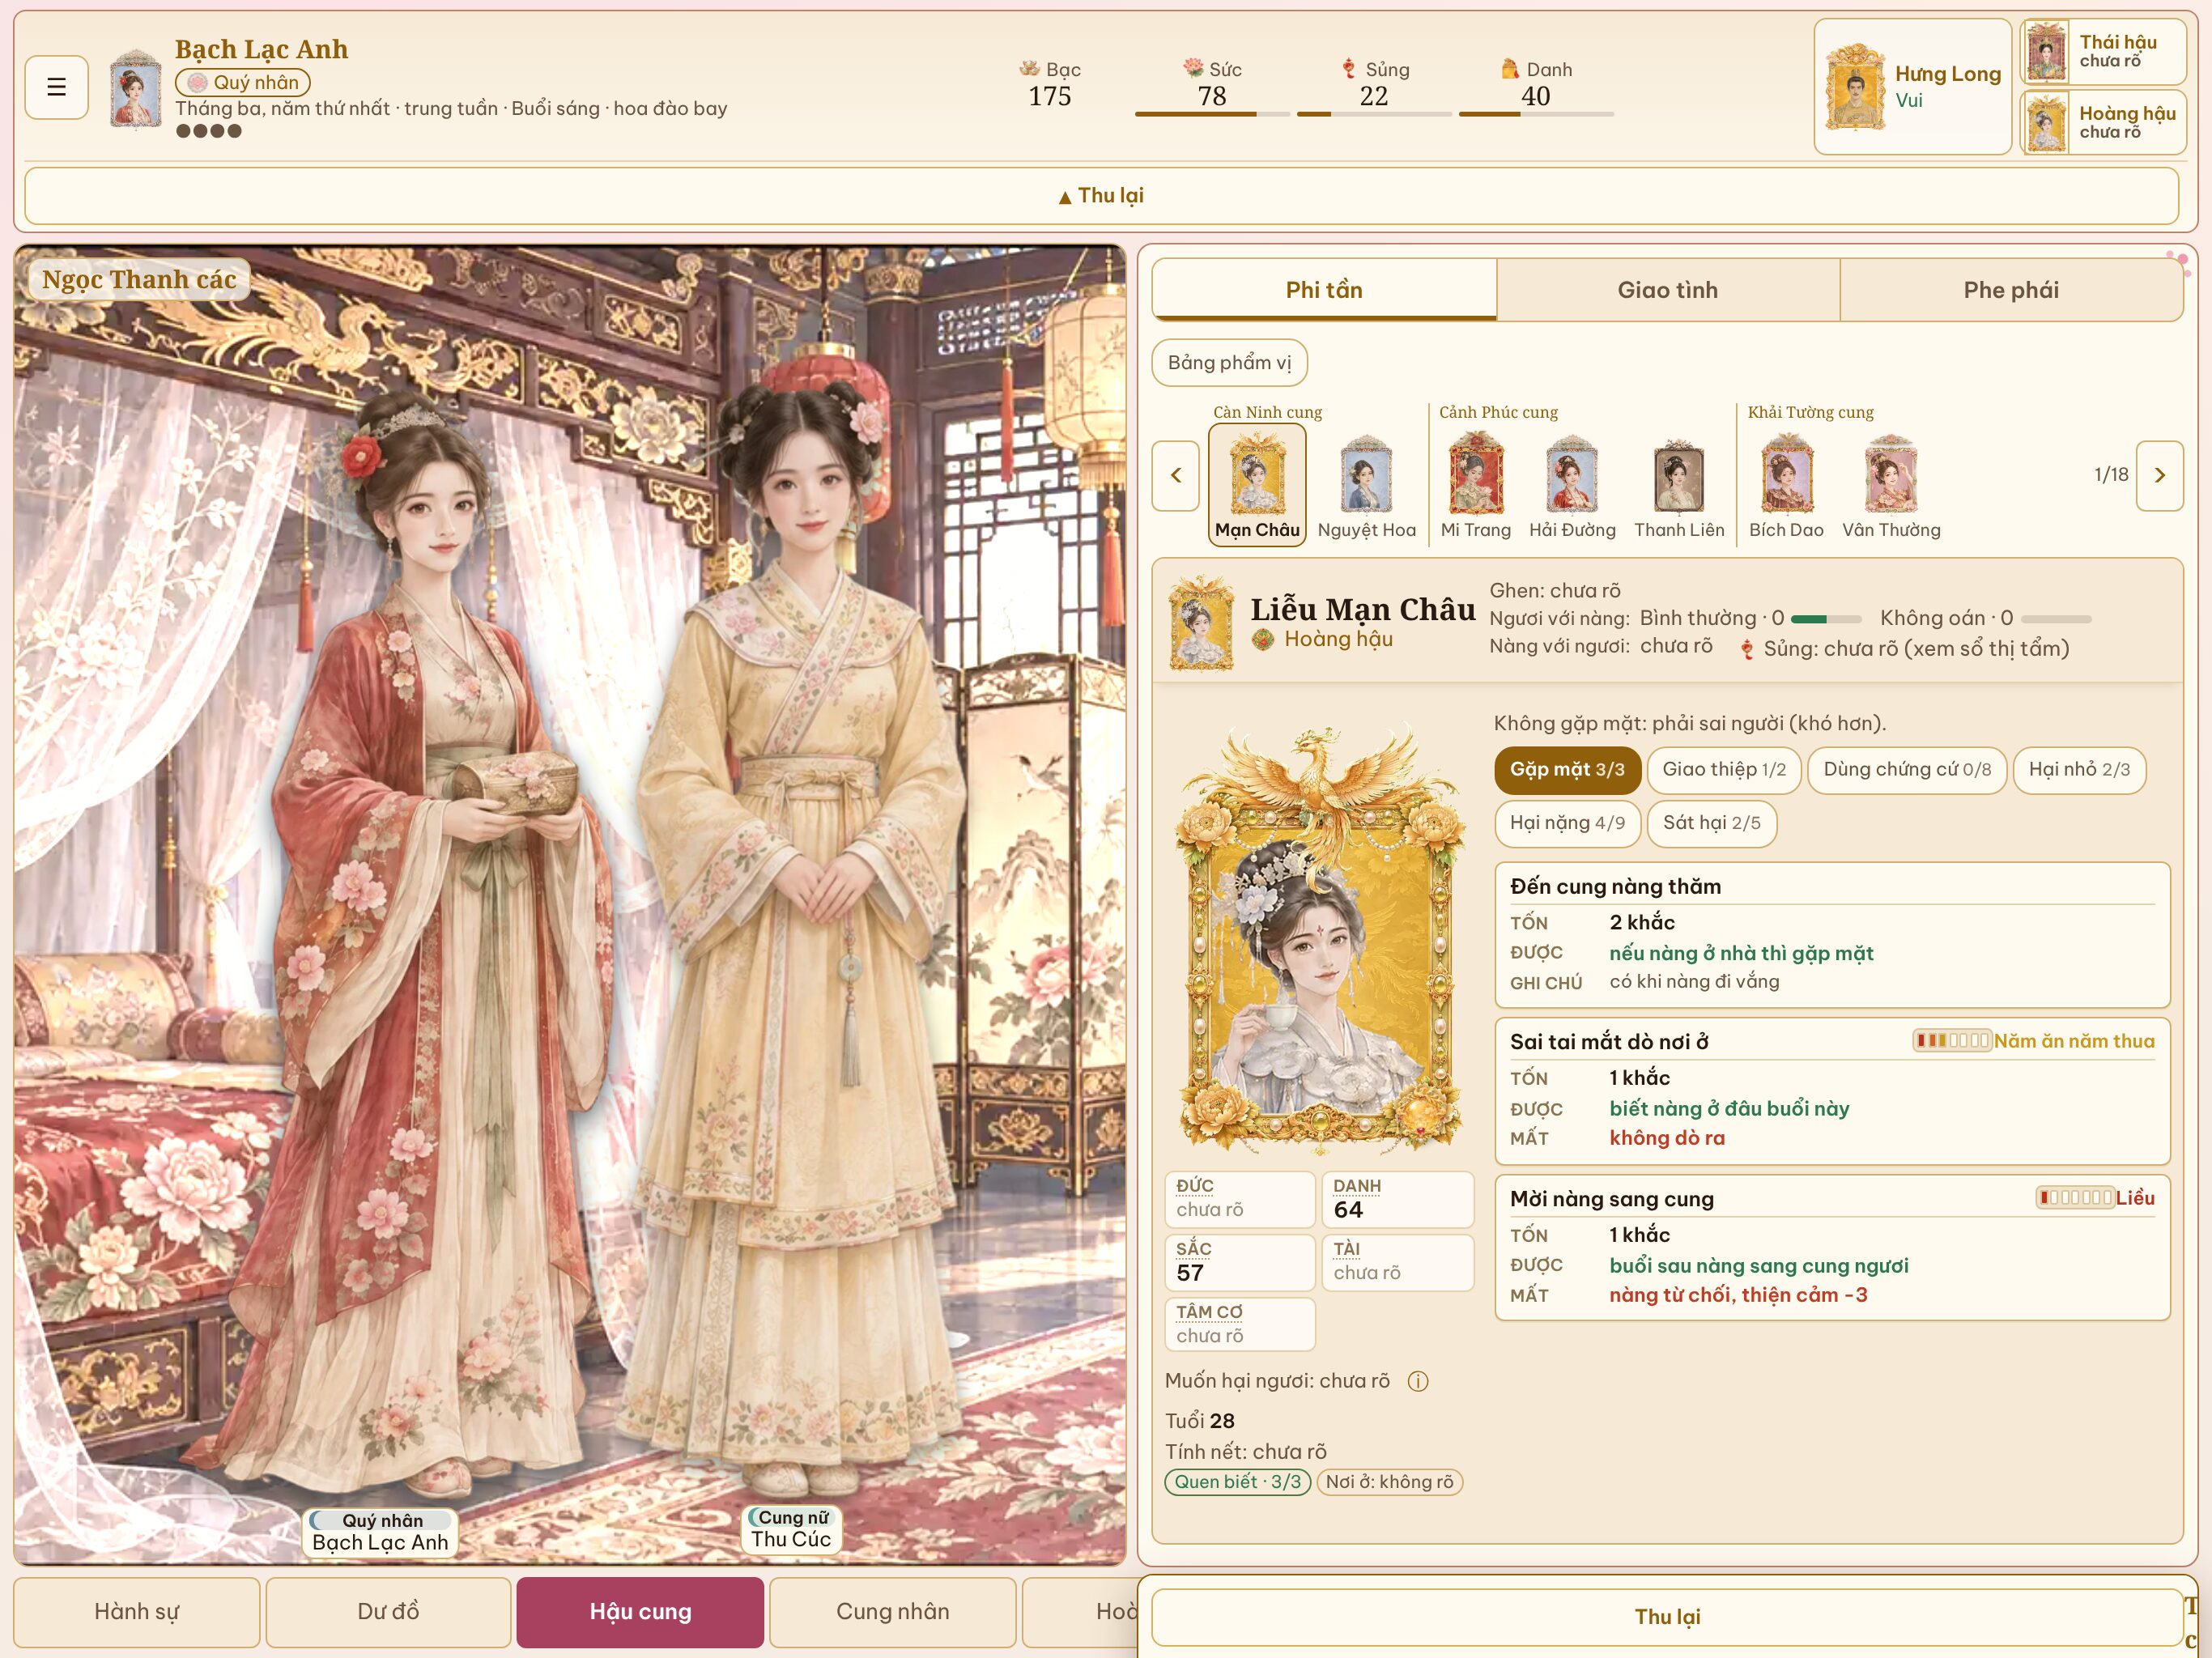 Bạch Lạc Anh
Quý nhân
Tháng ba, năm thứ nhất · trung tuần · Buổi sáng · hoa đào bay
Bạc
175
Sức
78
Sủng
22
Danh
40
Hưng Long
Vui
Thái hậu
chưa rõ
Hoàng hậu
chưa rõ
▲ Thu lại
Ngọc Thanh các
Quý nhân
Bạch Lạc Anh
Cung nữ
Thu Cúc
Phi tần
Giao tình
Phe phái
Bảng phẩm vị
Càn Ninh cung
Cảnh Phúc cung
Khải Tường cung
Mạn Châu
Nguyệt Hoa
Mi Trang
Hải Đường
Thanh Liên
Bích Dao
Vân Thường
1/18
Liễu Mạn Châu
Hoàng hậu
Ghen: chưa rõ
Ngươi với nàng: Bình thường · 0 Không oán · 0
Nàng với ngươi: chưa rõ Sủng: chưa rõ (xem sổ thị tẩm)
Không gặp mặt: phải sai người (khó hơn).
Gặp mặt 3/3
Giao thiệp 1/2
Dùng chứng cứ 0/8
Hại nhỏ 2/3
Hại nặng 4/9
Sát hại 2/5
Đến cung nàng thăm
TỐN 2 khắc
ĐƯỢC nếu nàng ở nhà thì gặp mặt
GHI CHÚ có khi nàng đi vắng
Sai tai mắt dò nơi ở Năm ăn năm thua
TỐN 1 khắc
ĐƯỢC biết nàng ở đâu buổi này
MẤT không dò ra
Mời nàng sang cung Liều
TỐN 1 khắc
ĐƯỢC buổi sau nàng sang cung ngươi
MẤT nàng từ chối, thiện cảm -3
ĐỨC
chưa rõ
DANH
64
SẮC
57
TÀI
chưa rõ
TÂM CƠ
chưa rõ
Muốn hại ngươi: chưa rõ ⓘ
Tuổi 28
Tính nết: chưa rõ
Quen biết · 3/3
Nơi ở: không rõ
Hành sự
Dư đồ
Hậu cung
Cung nhân
Thu lại